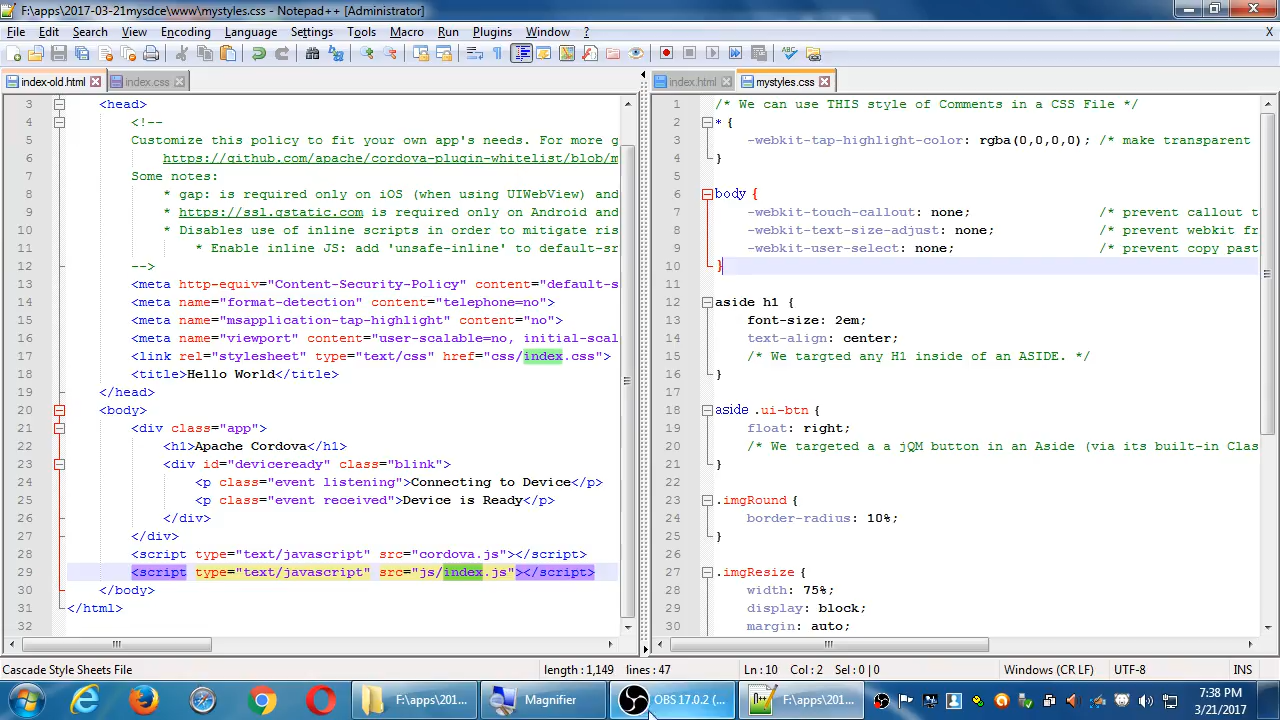 F:\apps\2017-03-21mysdce\www\mystyles.css - Notepad++ [Administrator]
File Edit Search View Encoding Language Settings Tools Macro Run Plugins Window ?
X
index-old.html index.css
3 <head>
4 <!--
5 Customize this policy to fit your own app's needs. For more g
6 https://github.com/apache/cordova-plugin-whitelist/blob/m
7 Some notes:
8 * gap: is required only on iOS (when using UIWebView) and
9 * https://ssl.gstatic.com is required only on Android and
10 * Disables use of inline scripts in order to mitigate ris
11 * Enable inline JS: add 'unsafe-inline' to default-sr
12 -->
13 <meta http-equiv="Content-Security-Policy" content="default-s
14 <meta name="format-detection" content="telephone=no">
15 <meta name="msapplication-tap-highlight" content="no">
16 <meta name="viewport" content="user-scalable=no, initial-scal
17 <link rel="stylesheet" type="text/css" href="css/index.css">
18 <title>Hello World</title>
19 </head>
20 <body>
21 <div class="app">
22 <h1>Apache Cordova</h1>
23 <div id="deviceready" class="blink">
24 <p class="event listening">Connecting to Device</p>
25 <p class="event received">Device is Ready</p>
26 </div>
27 </div>
28 <script type="text/javascript" src="cordova.js"></script>
29 <script type="text/javascript" src="js/index.js"></script>
30 </body>
31 </html>
32
index.html mystyles.css
1 /* We can use THIS style of Comments in a CSS File */
2 * {
3 -webkit-tap-highlight-color: rgba(0,0,0,0); /* make transparent
4 }
5
6 body {
7 -webkit-touch-callout: none; /* prevent callout t
8 -webkit-text-size-adjust: none; /* prevent webkit fr
9 -webkit-user-select: none; /* prevent copy past
10 }
11
12 aside h1 {
13 font-size: 2em;
14 text-align: center;
15 /* We targted any H1 inside of an ASIDE. */
16 }
17
18 aside .ui-btn {
19 float: right;
20 /* We targeted a a jQM button in an Aside (via its built-in Clas
21 }
22
23 .imgRound {
24 border-radius: 10%;
25 }
26
27 .imgResize {
28 width: 75%;
29 display: block;
30 margin: auto;
Cascade Style Sheets File length : 1,149 lines : 47 Ln : 10 Col : 2 Sel : 0 | 0 Windows (CR LF) UTF-8 INS
F:\apps\201... Magnifier OBS 17.0.2 (... F:\apps\201...
7:38 PM
3/21/2017